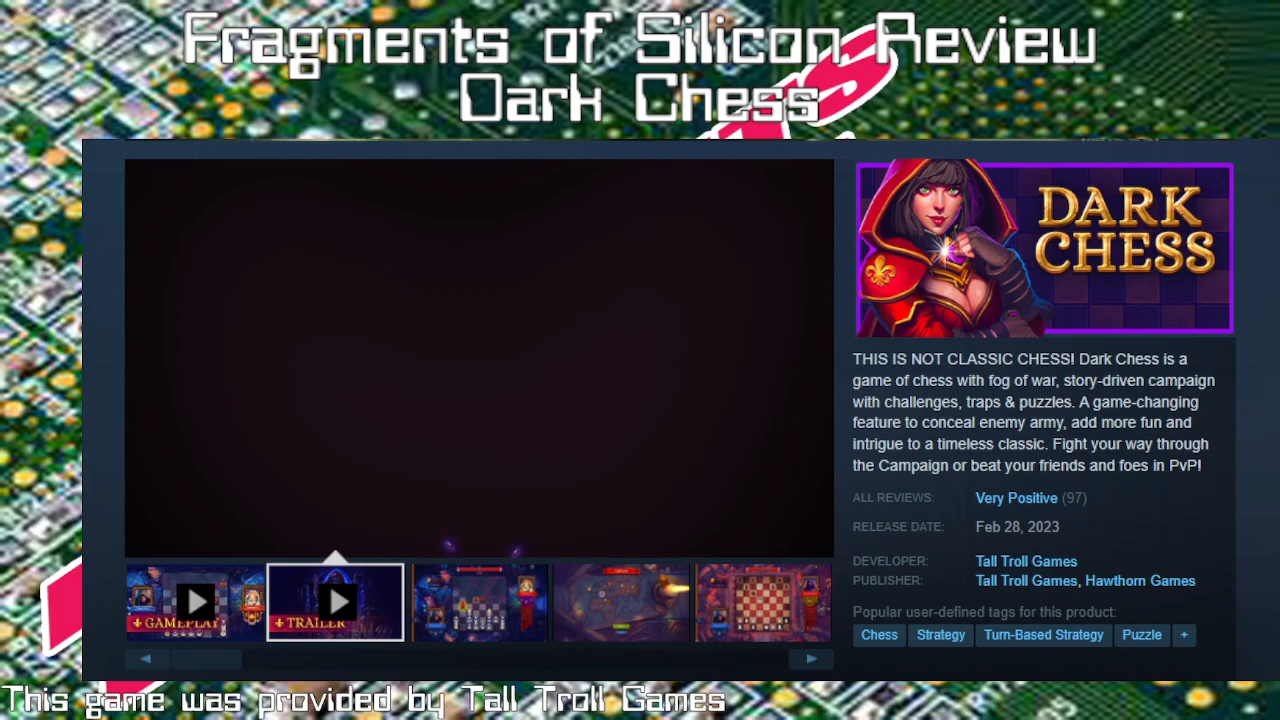 Fragments of Silicon Review
Dark Chess
DARK
CHESS
THIS IS NOT CLASSIC CHESS! Dark Chess is a
game of chess with fog of war, story-driven campaign
with challenges, traps & puzzles. A game-changing
feature to conceal enemy army, add more fun and
intrigue to a timeless classic. Fight your way through
the Campaign or beat your friends and foes in PvP!
ALL REVIEWS: Very Positive (97)
RELEASE DATE: Feb 28, 2023
DEVELOPER: Tall Troll Games
PUBLISHER: Tall Troll Games, Hawthorn Games
Popular user-defined tags for this product:
Chess Strategy Turn-Based Strategy Puzzle +
GAMEPLAY TRAILER
This game was provided by Tall Troll Games